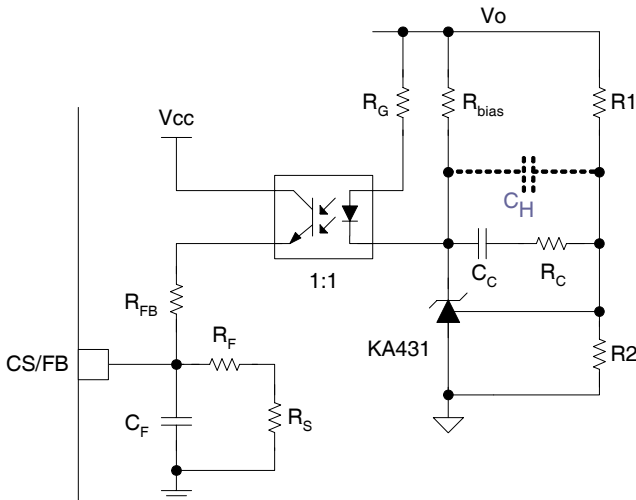 Vo
R_G
R_bias
R1
Vcc
C_H
C_C
R_C
1:1
R_FB
R_F
KA431
R2
CS/FB
C_F
R_S